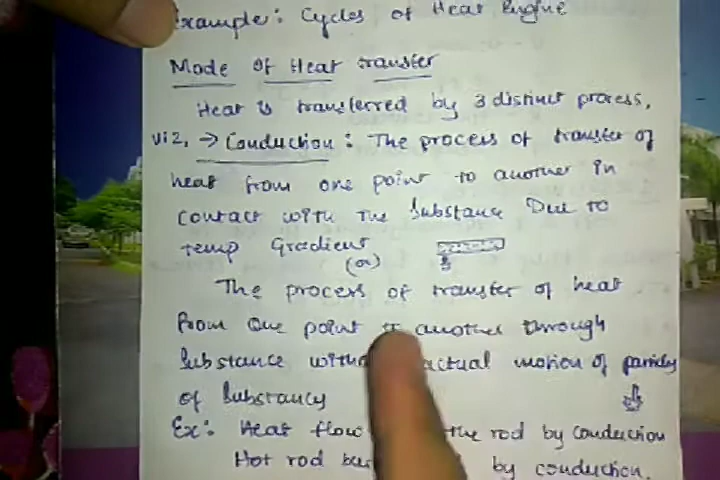 Example: Cycles of Heat Engine
Mode of Heat transfer
Heat is transferred by 3 distinct process,
viz, → Conduction: The process of transfer of
heat from one point to another in
contact with the Substance Due to
temp Gradient
(or)
The process of transfer of heat
from one point to another through
Substance actual motion of
of Substancy
Ex: Heat flow the rod by conduction
Hot rod by conduction.